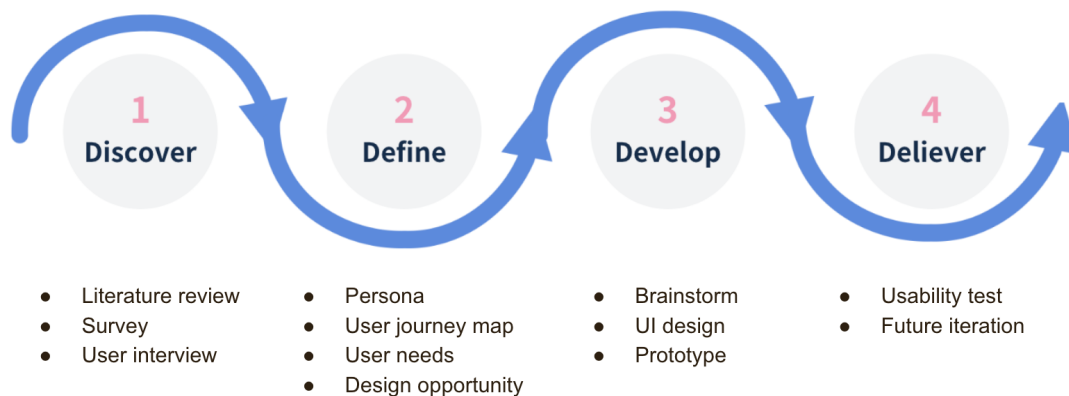 1
Discover
2
Define
3
Develop
4
Deliever
● Literature review
● Survey
● User interview
● Persona
● User journey map
● User needs
● Design opportunity
● Brainstorm
● UI design
● Prototype
● Usability test
● Future iteration